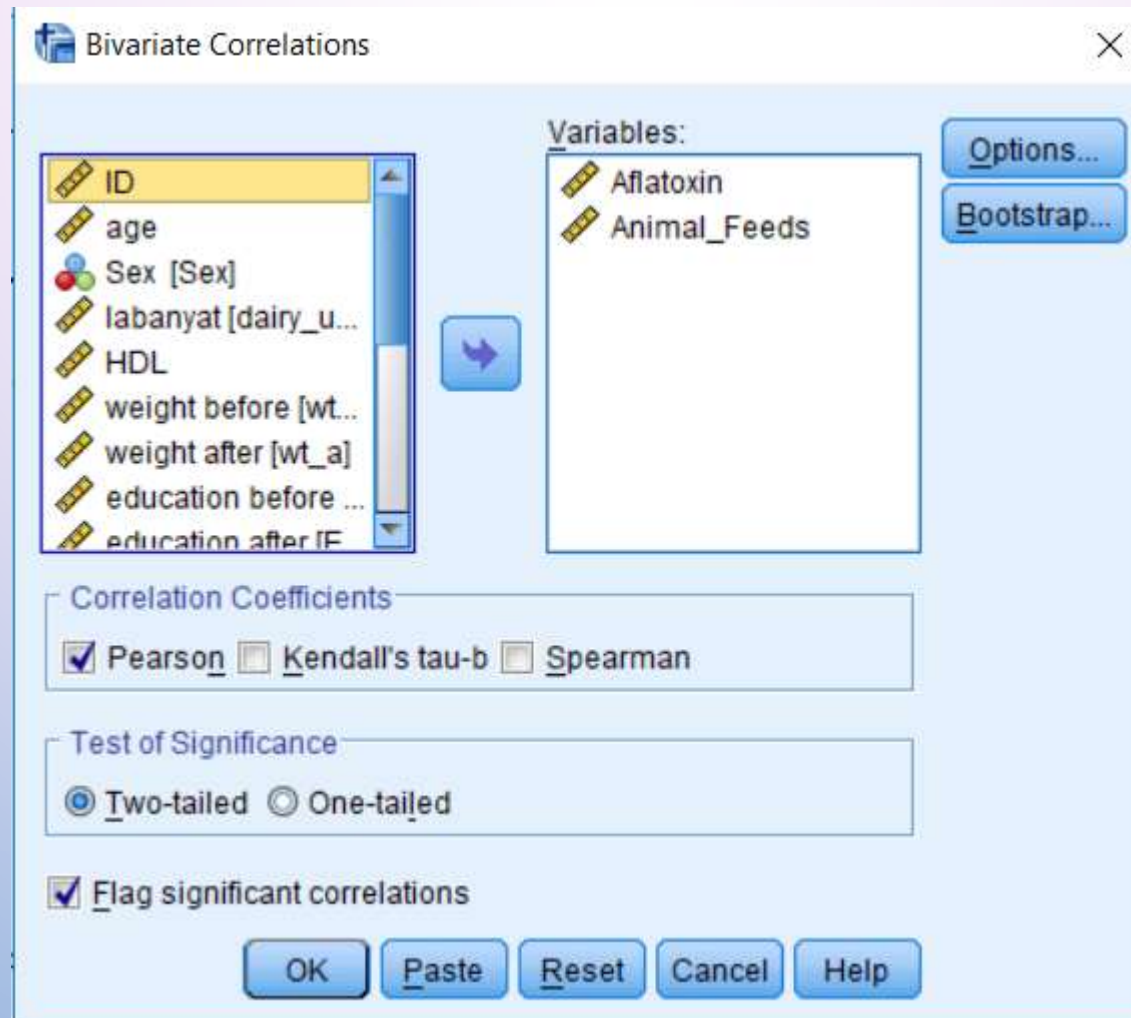 Bivariate Correlations
Variables:
ID
age
Sex [Sex]
labanyat [dairy_u...
HDL
weight before [wt...
weight after [wt_a]
education before ...
education after [E
Aflatoxin
Animal_Feeds
Options...
Bootstrap...
Correlation Coefficients
Pearson Kendall's tau-b Spearman
Test of Significance
Two-tailed One-tailed
Flag significant correlations
OK Paste Reset Cancel Help